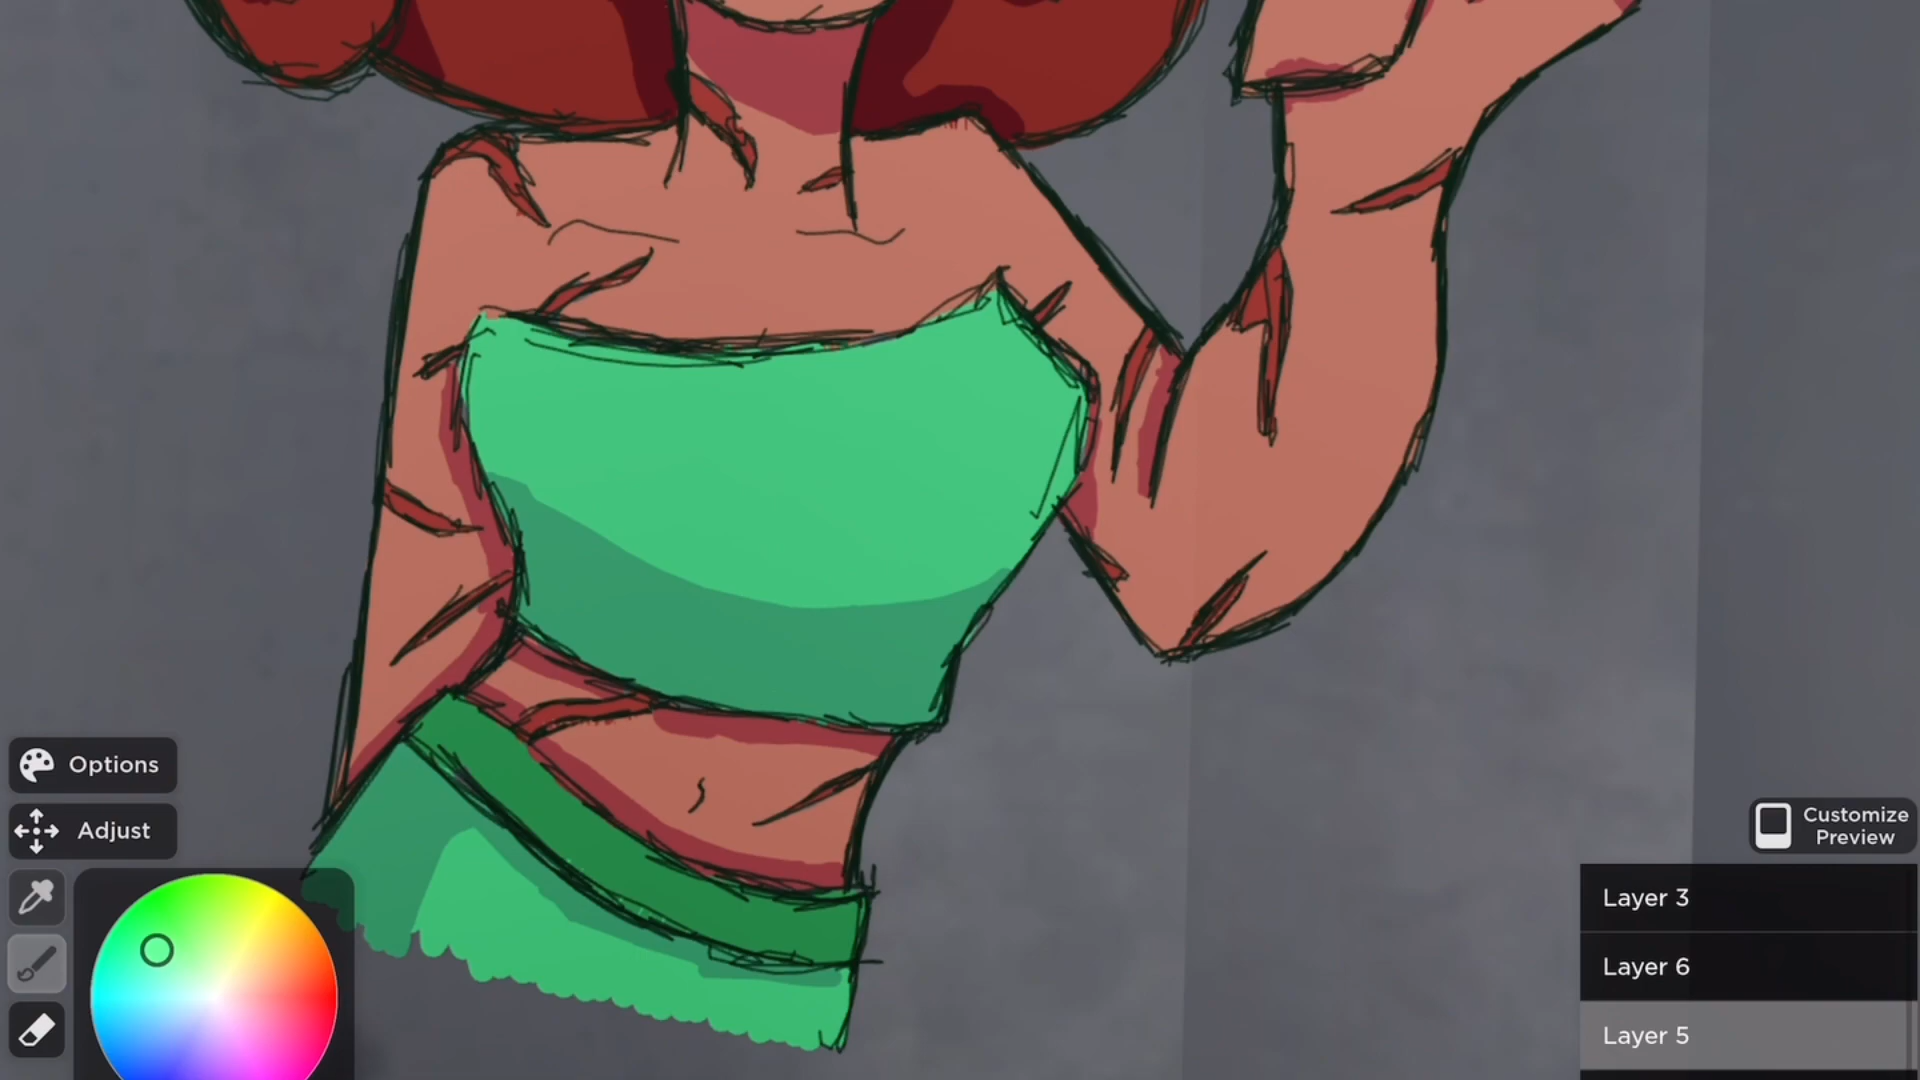 Options
Adjust
Customize
Preview
Layer 3
Layer 6
Layer 5